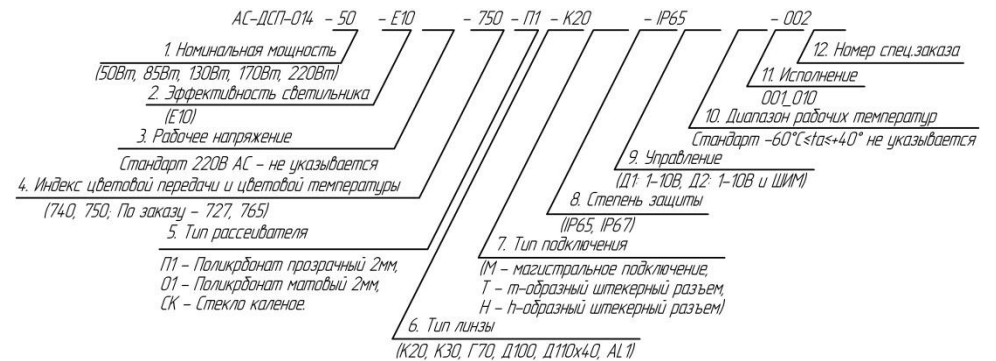 АС-ДСП-014 - 50 - Е10 - 750 - П1 - К20 - IP65 - 002
1. Номинальная мощность
(50Вт, 85Вт, 130Вт, 170Вт, 220Вт)
2. Эффективность светильника
(Е10)
3. Рабочее напряжение
Стандарт 220В АС - не указывается
4. Индекс цветовой передачи и цветовой температуры
(740, 750; По заказу - 727, 765)
5. Тип рассеивателя
П1 - Поликрбонат прозрачный 2мм,
О1 - Поликрбонат матовый 2мм,
СК - Стекло каленое.
6. Тип линзы
(К20, К30, Г70, Д100, Д110х40, AL1)
7. Тип подключения
(М - магистральное подключение,
Т - т-образный штекерный разъем,
Н - h-образный штекерный разъем)
8. Степень защиты
(IP65, IP67)
9. Управление
(Д1: 1-10В, Д2: 1-10В и ШИМ)
10. Диапазон рабочих температур
Стандарт -60°С≤ta≤+40° не указывается
11. Исполнение
001_010
12. Номер спец.заказа